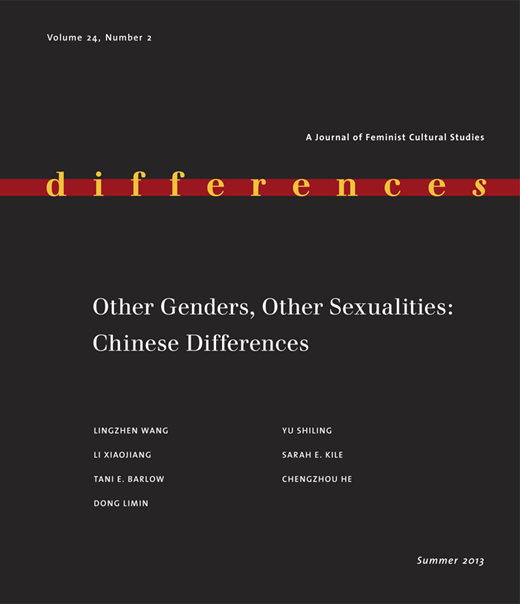 Volume 24, Number 2
A Journal of Feminist Cultural Studies
differences
Other Genders, Other Sexualities:
Chinese Differences
LINGZHEN WANG
LI XIAOJIANG
TANI E. BARLOW
DONG LIMIN
YU SHILING
SARAH E. KILE
CHENGZHOU HE
Summer 2013